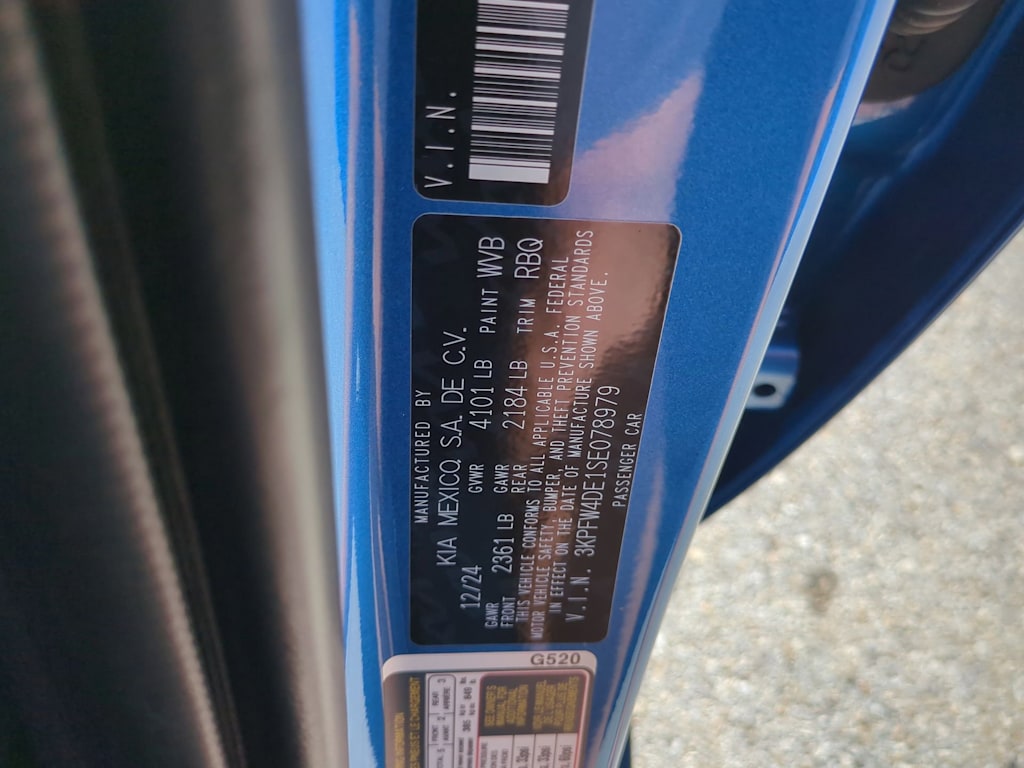 V.I.N.
MANUFACTURED BY
KIA MEXICO, S.A. DE C.V.
12/24 GVWR 4101 LB PAINT WVB
GAWR FRONT 2361 LB GAWR REAR 2184 LB TRIM RBQ
THIS VEHICLE CONFORMS TO ALL APPLICABLE U.S.A. FEDERAL
MOTOR VEHICLE SAFETY, BUMPER, AND THEFT PREVENTION STANDARDS
IN EFFECT ON THE DATE OF MANUFACTURE SHOWN ABOVE.
V.I.N. 3KPFW4DE1SE078979
PASSENGER CAR
G520